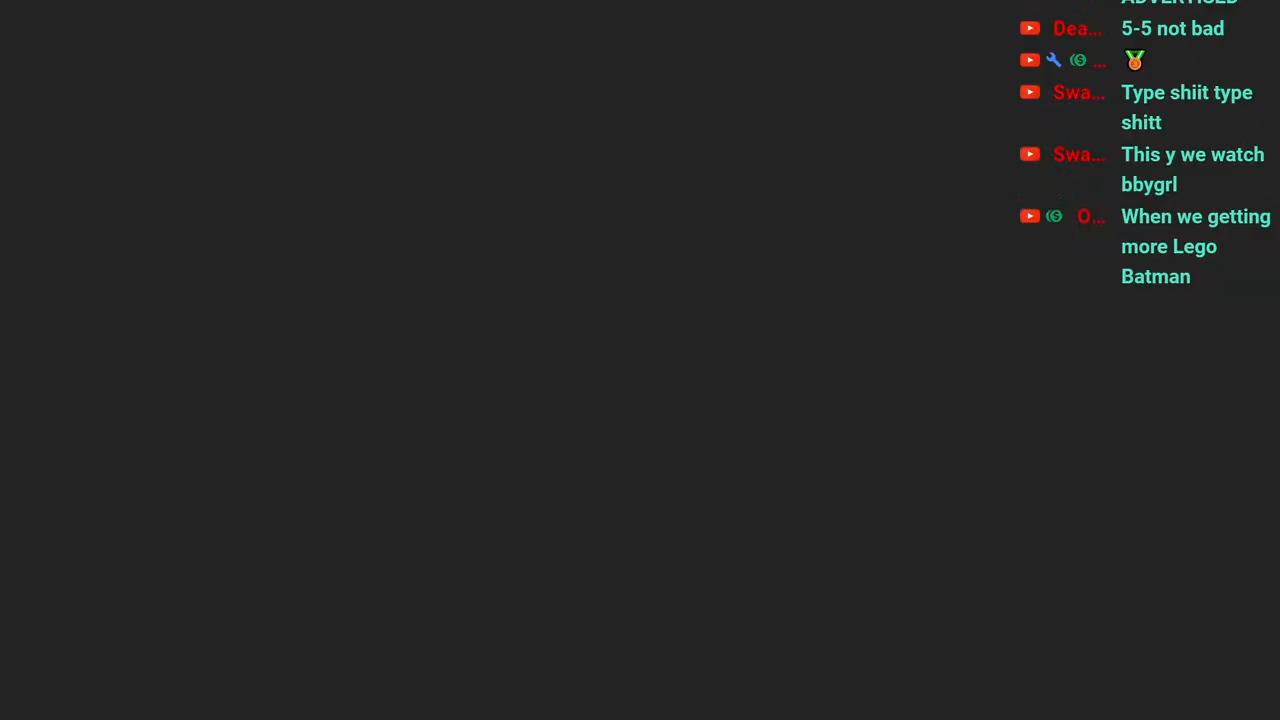 Dea... 5-5 not bad
... 🥉
Swa... Type shiit type
shitt
Swa... This y we watch
bbygrl
O... When we getting
more Lego
Batman